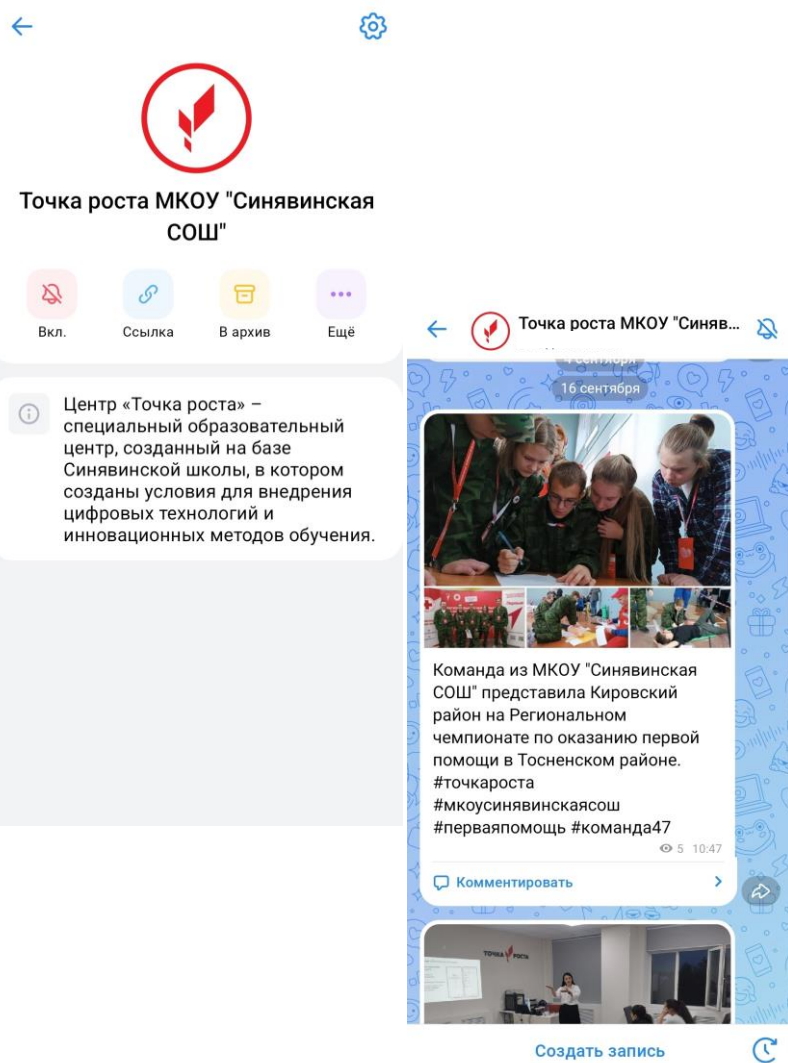 Точка роста МКОУ "Синявинская
СОШ"
Вкл.
Ссылка
В архив
Ещё
Центр «Точка роста» –
специальный образовательный
центр, созданный на базе
Синявинской школы, в котором
созданы условия для внедрения
цифровых технологий и
инновационных методов обучения.
Точка роста МКОУ "Синяв...
4 сентября
16 сентября
Команда из МКОУ "Синявинская
СОШ" представила Кировский
район на Региональном
чемпионате по оказанию первой
помощи в Тосненском районе.
#точкароста
#мкоусинявинскаясош
#перваяпомощь #команда47
5 10:47
Комментировать
ТОЧКА РОСТА
Создать запись